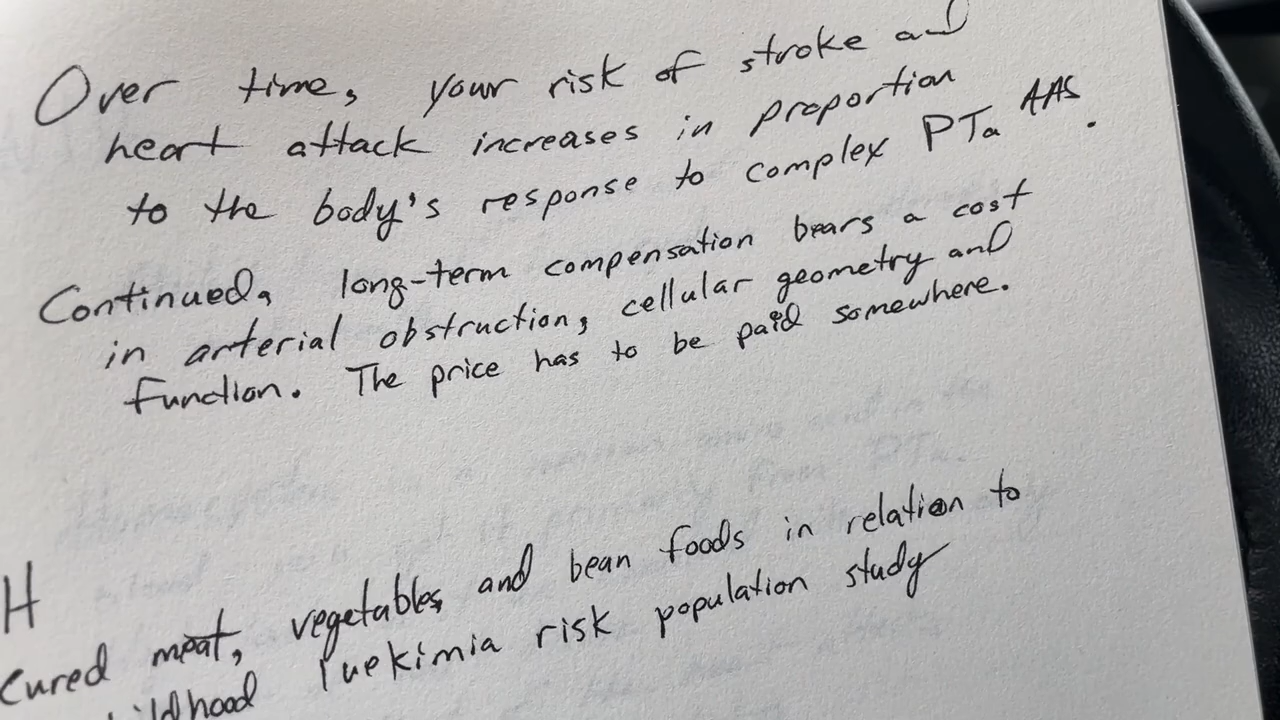 Over time, your risk of stroke and
heart attack increases in proportion
to the body's response to complex PTa AAS.
Continued, long-term compensation bears a cost
in arterial obstruction, cellular geometry and
function. The price has to be paid somewhere.
H
Cured meat, vegetables, and bean foods in relation to
ildhood luekimia risk population study